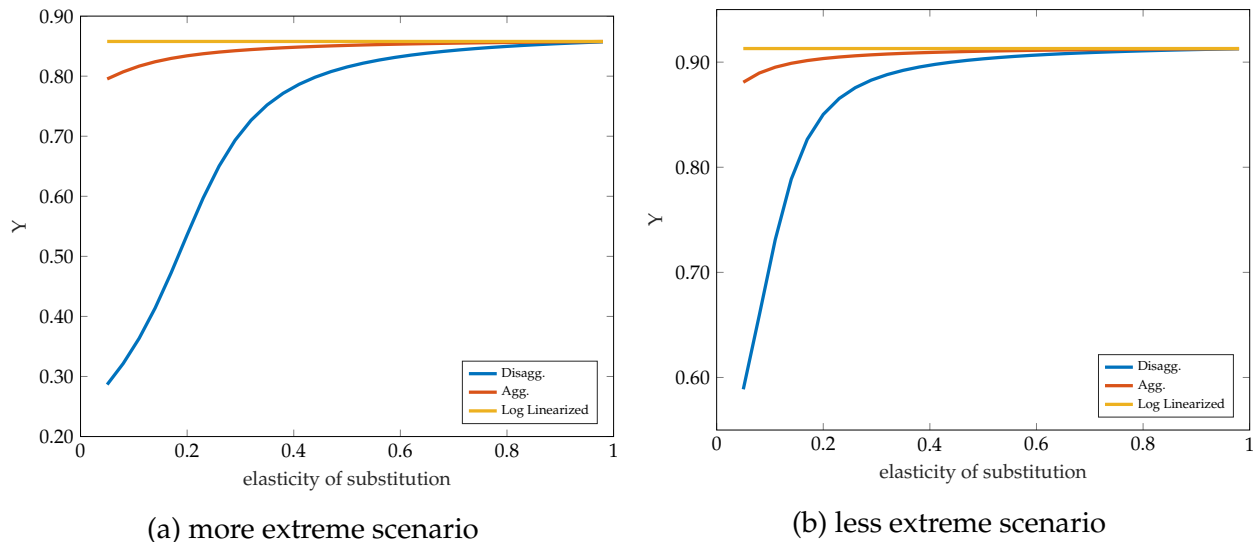 0.90
0.80
0.70
0.60
0.50
0.40
0.30
0.20
Y
0
0.2
0.4
0.6
0.8
1
elasticity of substitution
Disagg.
Agg.
Log Linearized
(a) more extreme scenario
0.90
0.80
0.70
0.60
Y
0
0.2
0.4
0.6
0.8
1
elasticity of substitution
Disagg.
Agg.
Log Linearized
(b) less extreme scenario